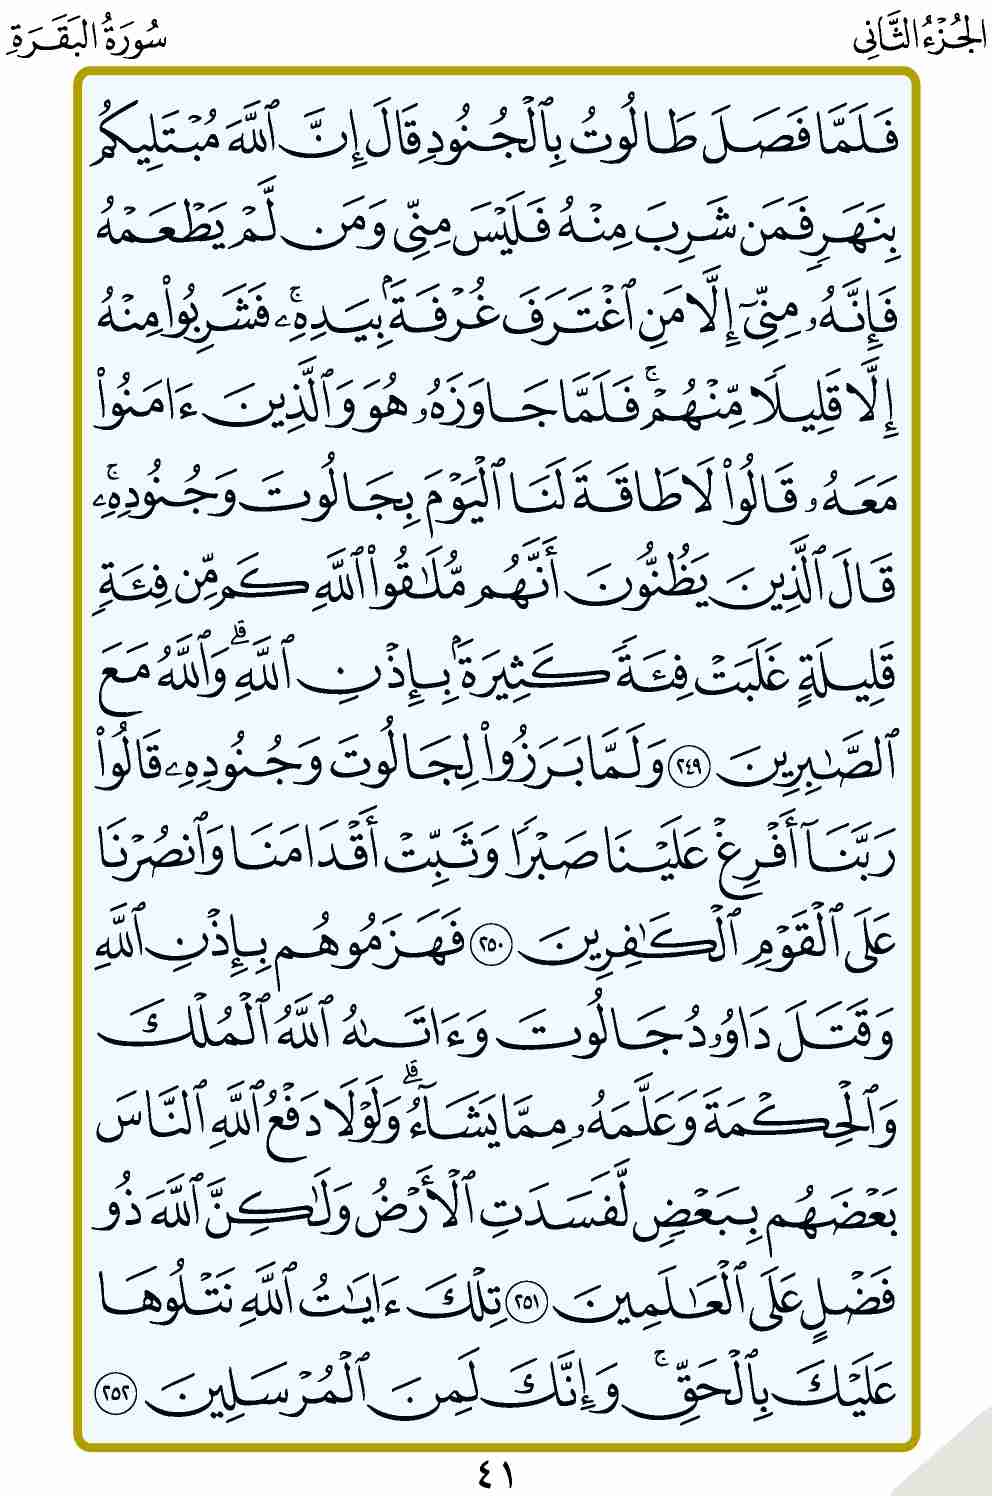 الجُزْءُ الثَّانِي
سُورَةُ البَقَرَةِ
فَلَمَّا فَصَلَ طَالُوتُ بِٱلْجُنُودِ قَالَ إِنَّ ٱللَّهَ مُبْتَلِيكُم
بِنَهَرٍ فَمَن شَرِبَ مِنْهُ فَلَيْسَ مِنِّي وَمَن لَّمْ يَطْعَمْهُ
فَإِنَّهُۥ مِنِّيٓ إِلَّا مَنِ ٱغْتَرَفَ غُرْفَةَۢ بِيَدِهِۦۚ فَشَرِبُوا۟ مِنْهُ
إِلَّا قَلِيلًا مِّنْهُمْۚ فَلَمَّا جَاوَزَهُۥ هُوَ وَٱلَّذِينَ ءَامَنُوا۟
مَعَهُۥ قَالُوا۟ لَا طَاقَةَ لَنَا ٱلْيَوْمَ بِجَالُوتَ وَجُنُودِهِۦۚ
قَالَ ٱلَّذِينَ يَظُنُّونَ أَنَّهُم مُّلَٰقُوا۟ ٱللَّهِ كَم مِّن فِئَةٍ
قَلِيلَةٍ غَلَبَتْ فِئَةً كَثِيرَةَۢ بِإِذْنِ ٱللَّهِۗ وَٱللَّهُ مَعَ
ٱلصَّٰبِرِينَ ٢٤٩ وَلَمَّا بَرَزُوا۟ لِجَالُوتَ وَجُنُودِهِۦ قَالُوا۟
رَبَّنَآ أَفْرِغْ عَلَيْنَا صَبْرًا وَثَبِّتْ أَقْدَامَنَا وَٱنصُرْنَا
عَلَى ٱلْقَوْمِ ٱلْكَٰفِرِينَ ٢٥٠ فَهَزَمُوهُم بِإِذْنِ ٱللَّهِ
وَقَتَلَ دَاوُۥدُ جَالُوتَ وَءَاتَىٰهُ ٱللَّهُ ٱلْمُلْكَ
وَٱلْحِكْمَةَ وَعَلَّمَهُۥ مِمَّا يَشَآءُۗ وَلَوْلَا دَفْعُ ٱللَّهِ ٱلنَّاسَ
بَعْضَهُم بِبَعْضٍ لَّفَسَدَتِ ٱلْأَرْضُ وَلَٰكِنَّ ٱللَّهَ ذُو
فَضْلٍ عَلَى ٱلْعَٰلَمِينَ ٢٥١ تِلْكَ ءَايَٰتُ ٱللَّهِ نَتْلُوهَا
عَلَيْكَ بِٱلْحَقِّۚ وَإِنَّكَ لَمِنَ ٱلْمُرْسَلِينَ ٢٥٢
٤١